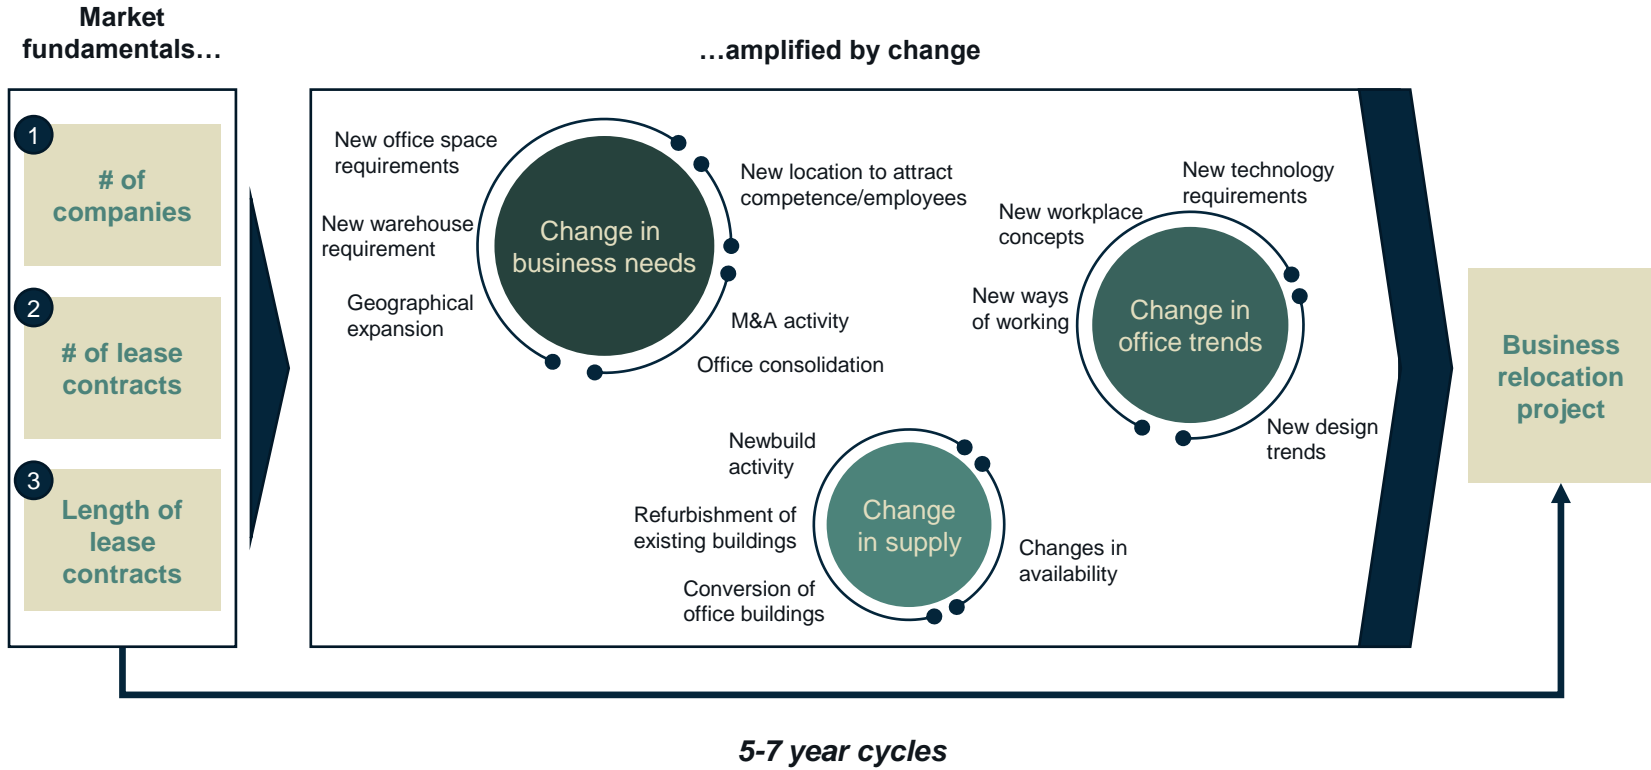 Market
fundamentals…
…amplified by change
1
# of
companies
2
# of lease
contracts
3
Length of
lease
contracts
New office space
requirements
New warehouse
requirement
Geographical
expansion
Change in
business needs
New location to attract
competence/employees
M&A activity
Office consolidation
New technology
requirements
New workplace
concepts
New ways
of working
Change in
office trends
New design
trends
Newbuild
activity
Refurbishment of
existing buildings
Conversion of
office buildings
Change
in supply
Changes in
availability
Business
relocation
project
5-7 year cycles